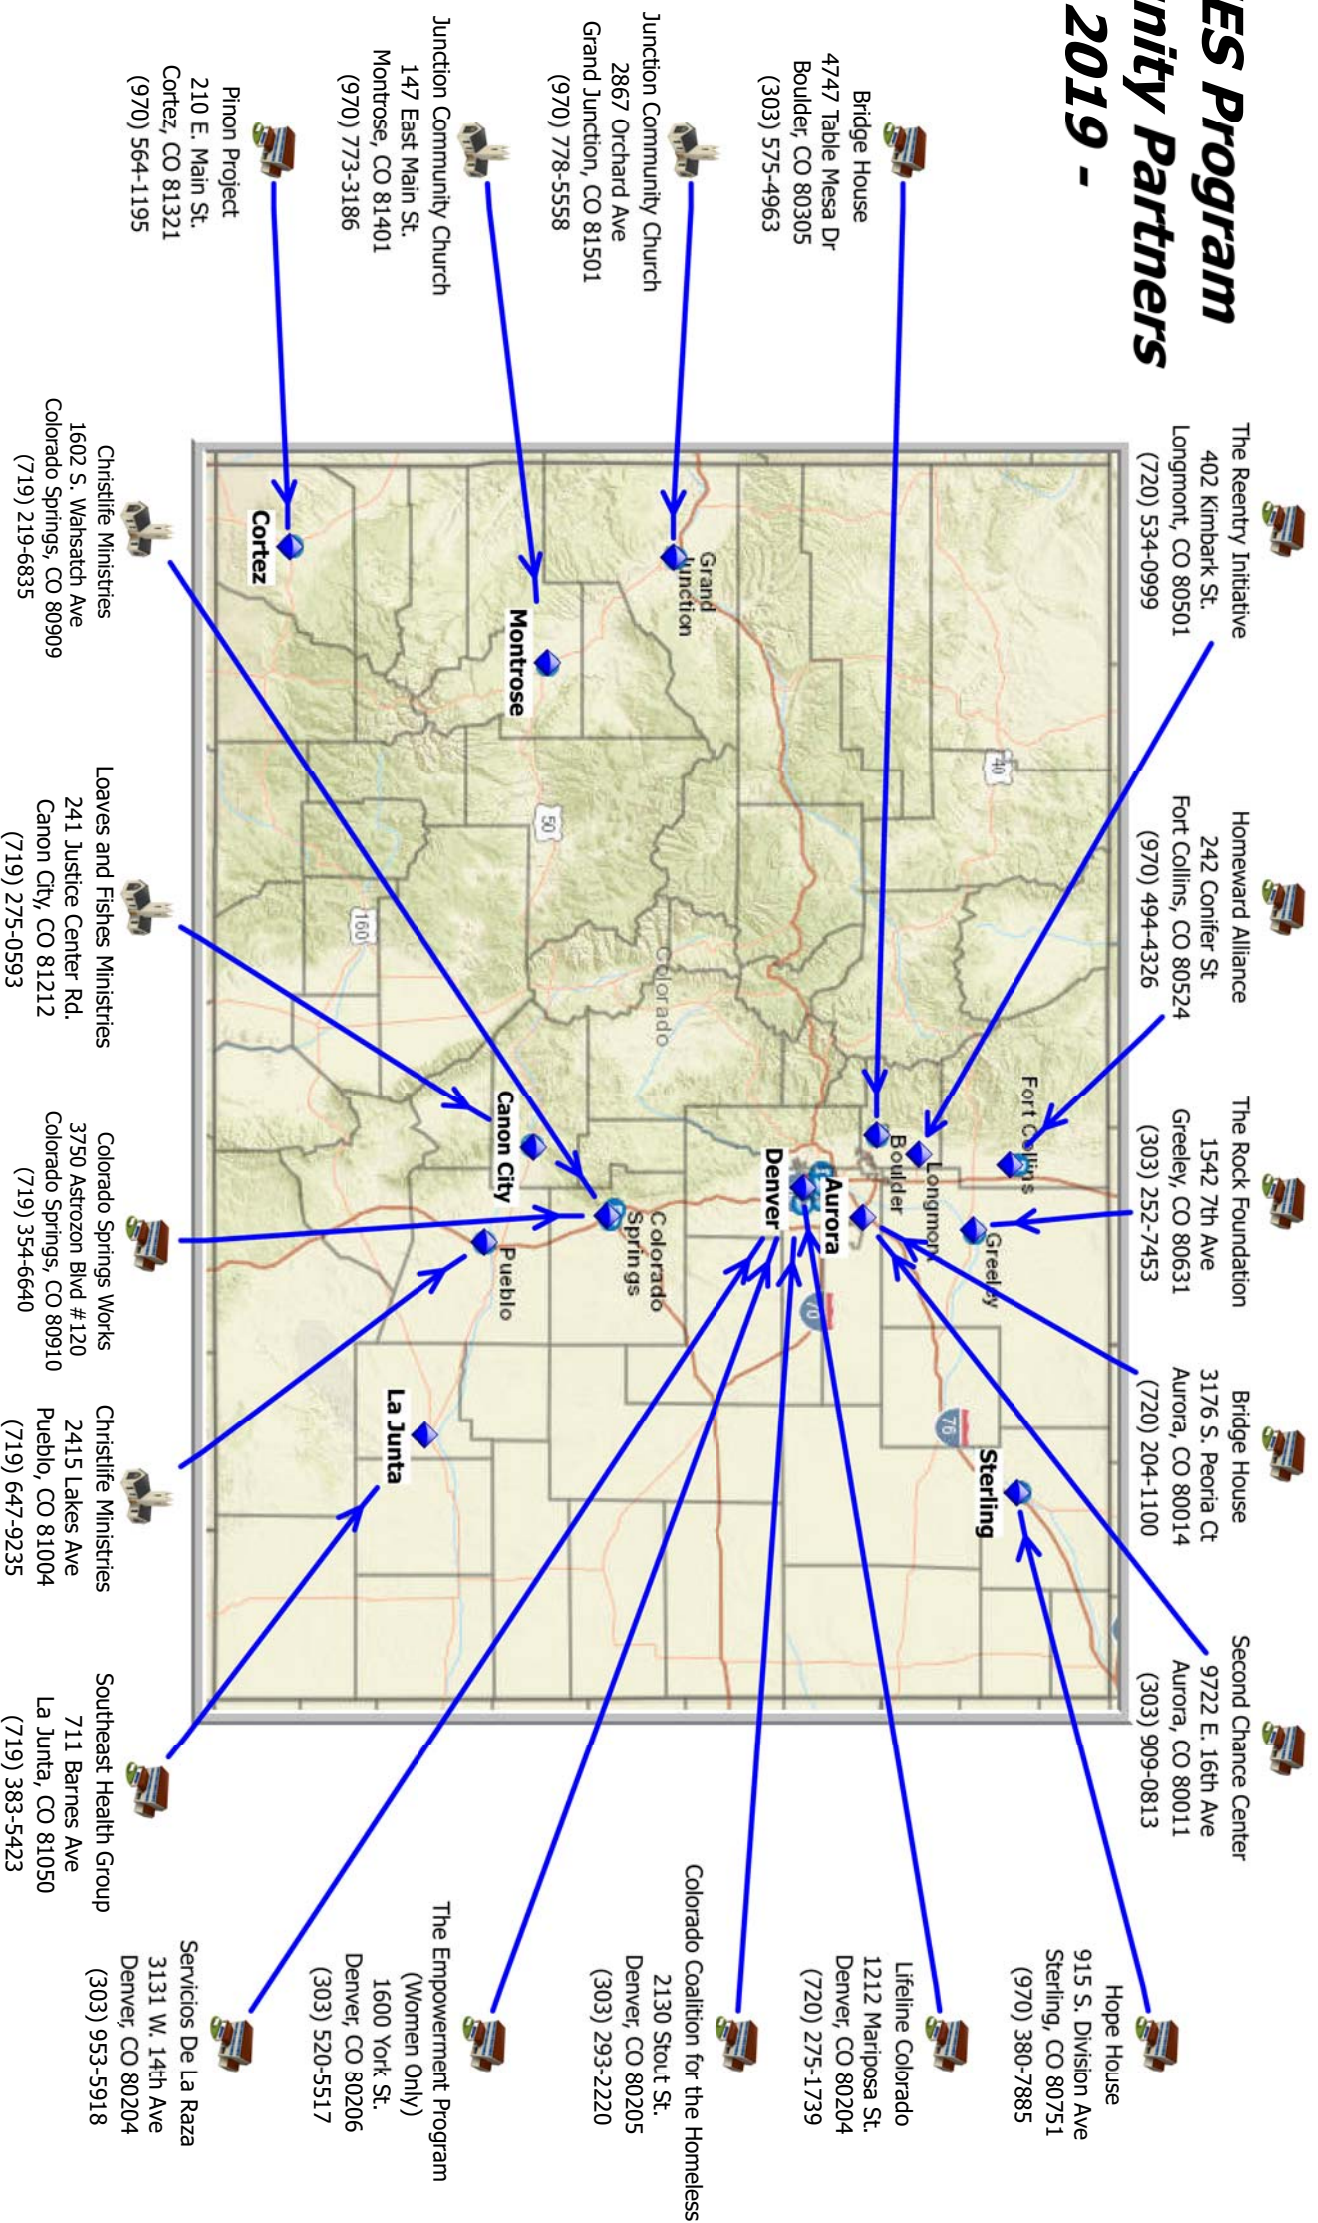 ES Program
nity Partners
2019 -
The Reentry Initiative
402 Kimbark St.
Longmont, CO 80501
(720) 534-0999
Homeward Alliance
242 Conifer St
Fort Collins, CO 80524
(970) 494-4326
The Rock Foundation
1542 7th Ave
Greeley, CO 80631
(303) 252-7453
Bridge House
3176 S. Peoria Ct
Aurora, CO 80014
(720) 204-1100
Second Chance Center
9722 E. 16th Ave
Aurora, CO 80011
(303) 909-0813
Hope House
915 S. Division Ave
Sterling, CO 80751
(970) 380-7885
Bridge House
4747 Table Mesa Dr
Boulder, CO 80305
(303) 575-4963
Lifeline Colorado
1212 Mariposa St.
Denver, CO 80204
(720) 275-1739
Junction Community Church
2867 Orchard Ave
Grand Junction, CO 81501
(970) 778-5558
Colorado Coalition for the Homeless
2130 Stout St.
Denver, CO 80205
(303) 293-2220
Junction Community Church
147 East Main St.
Montrose, CO 81401
(970) 773-3186
The Empowerment Program
(Women Only)
1600 York St.
Denver, CO 80206
(303) 520-5517
Pinon Project
210 E. Main St.
Cortez, CO 81321
(970) 564-1195
Servicios De La Raza
3131 W. 14th Ave
Denver, CO 80204
(303) 953-5918
Fort Collins
40
Greeley
Sterling
76
Longmont
Boulder
Aurora
70
Denver
Grand
Junction
Colorado
Colorado
Springs
50
Montrose
Pueblo
Canon City
La Junta
160
Cortez
Christlife Ministries
1602 S. Wahsatch Ave
Colorado Springs, CO 80909
(719) 219-6835
Loaves and Fishes Ministries
241 Justice Center Rd.
Canon City, CO 81212
(719) 275-0593
Colorado Springs Works
3750 Astrozon Blvd #120
Colorado Springs, CO 80910
(719) 354-6640
Christlife Ministries
2415 Lakes Ave
Pueblo, CO 81004
(719) 647-9235
Southeast Health Group
711 Barnes Ave
La Junta, CO 81050
(719) 383-5423